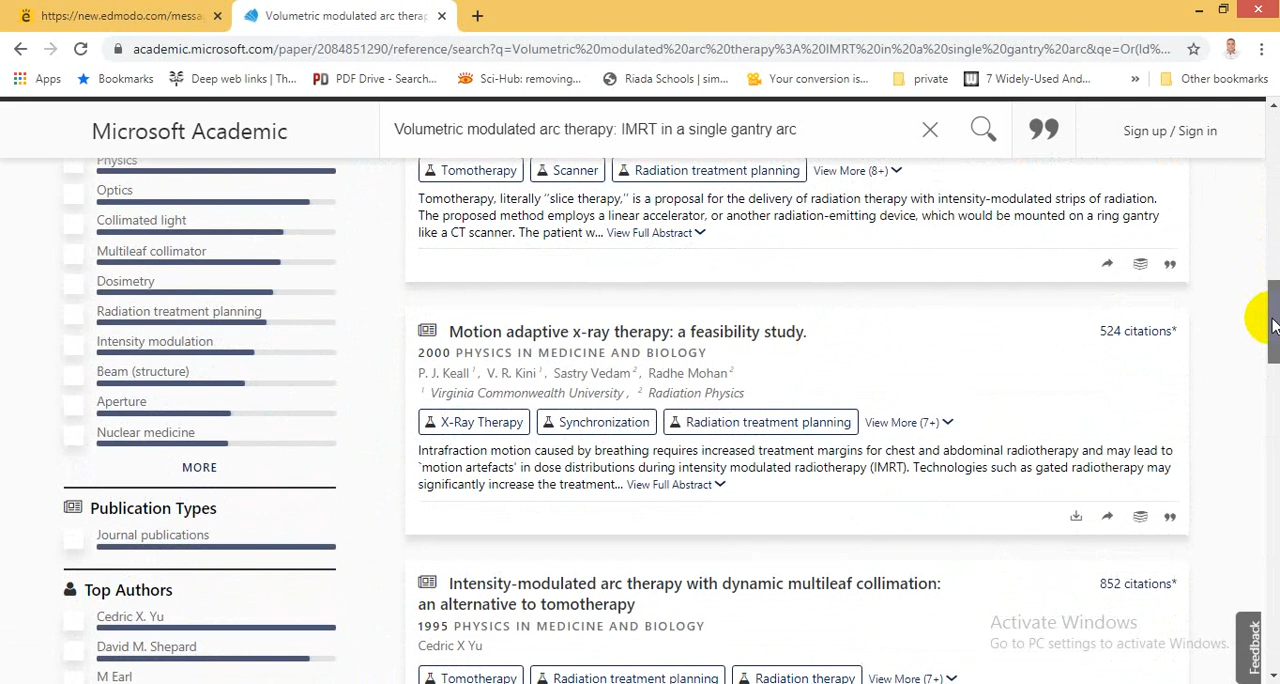 https://new.edmodo.com/messa
Volumetric modulated arc therap
academic.microsoft.com/paper/2084851290/reference/search?q=Volumetric%20modulated%20arc%20therapy%3A%20IMRT%20in%20a%20single%20gantry%20arc&qe=Or(Id%...
Apps
Bookmarks
Deep web links | Th...
PDF Drive - Search...
Sci-Hub: removing...
Riada Schools | sim...
Your conversion is...
private
7 Widely-Used And...
»
Other bookmarks
Microsoft Academic
Volumetric modulated arc therapy: IMRT in a single gantry arc
Sign up / Sign in
Physics
Optics
Collimated light
Multileaf collimator
Dosimetry
Radiation treatment planning
Intensity modulation
Beam (structure)
Aperture
Nuclear medicine
MORE
Publication Types
Journal publications
Top Authors
Cedric X. Yu
David M. Shepard
M Earl
Tomotherapy
Scanner
Radiation treatment planning
View More (8+)
Tomotherapy, literally "slice therapy," is a proposal for the delivery of radiation therapy with intensity-modulated strips of radiation.
The proposed method employs a linear accelerator, or another radiation-emitting device, which would be mounted on a ring gantry
like a CT scanner. The patient w... View Full Abstract
Motion adaptive x-ray therapy: a feasibility study.
524 citations*
2000 PHYSICS IN MEDICINE AND BIOLOGY
P. J. Keall 1, V. R. Kini 1, Sastry Vedam 2, Radhe Mohan 2
1 Virginia Commonwealth University, 2 Radiation Physics
X-Ray Therapy
Synchronization
Radiation treatment planning
View More (7+)
Intrafraction motion caused by breathing requires increased treatment margins for chest and abdominal radiotherapy and may lead to
`motion artefacts' in dose distributions during intensity modulated radiotherapy (IMRT). Technologies such as gated radiotherapy may
significantly increase the treatment... View Full Abstract
Intensity-modulated arc therapy with dynamic multileaf collimation:
an alternative to tomotherapy
852 citations*
1995 PHYSICS IN MEDICINE AND BIOLOGY
Cedric X Yu
Tomotherapy
Radiation treatment planning
Radiation therapy
View More (7+)
Activate Windows
Go to PC settings to activate Windows.
Feedback